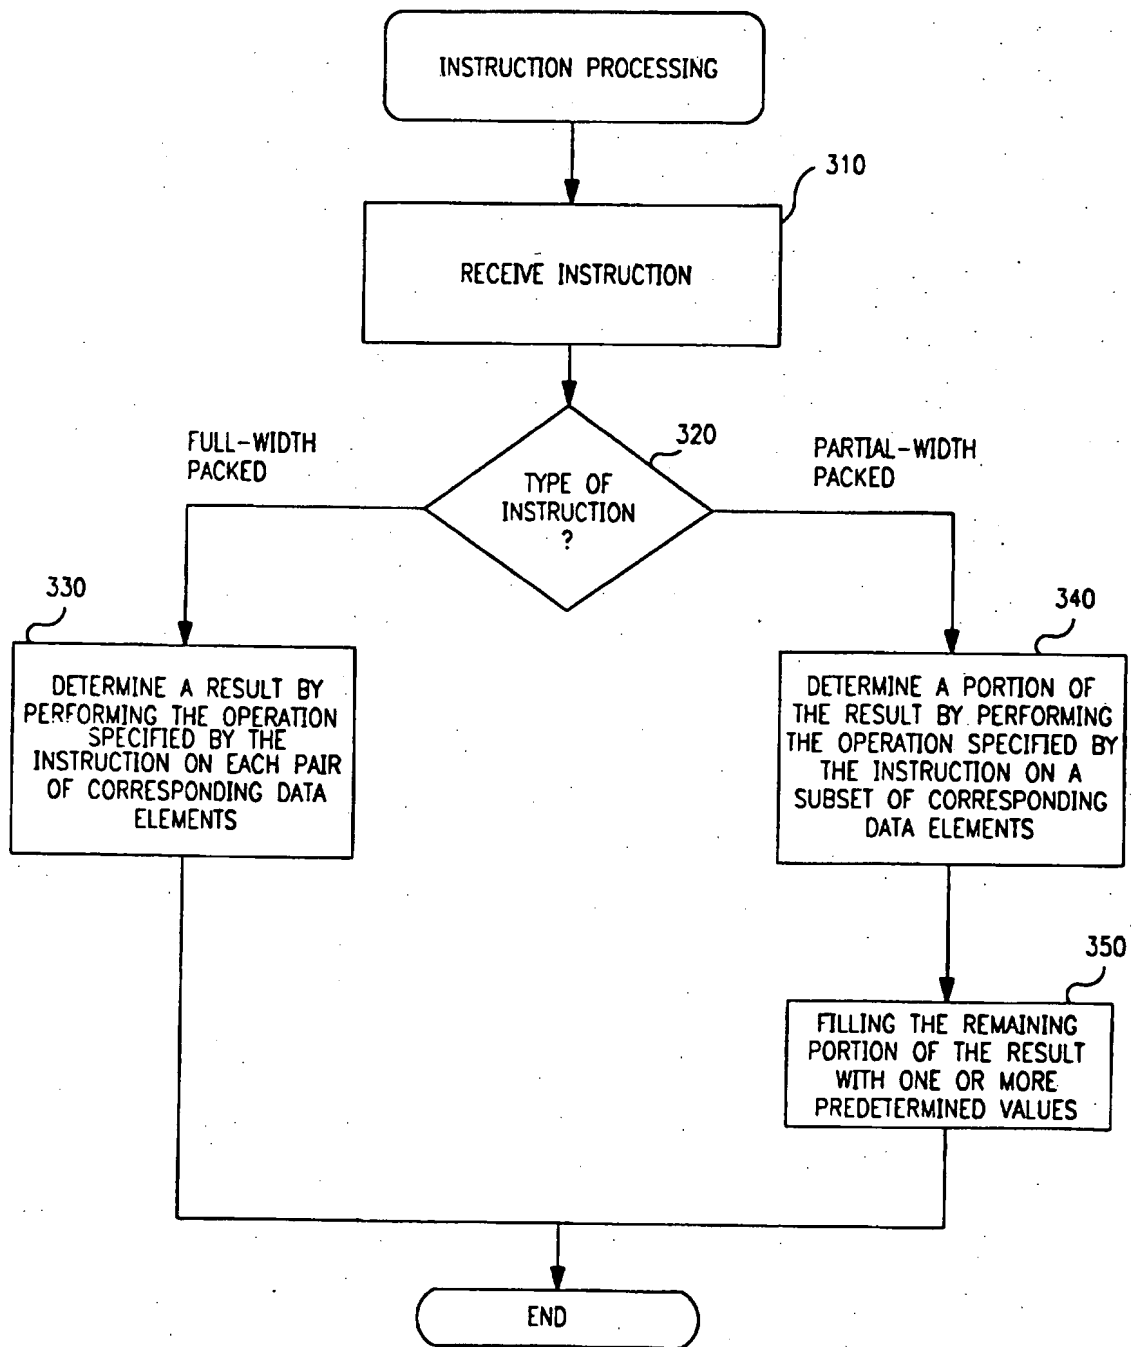 INSTRUCTION PROCESSING
310
RECEIVE INSTRUCTION
320
FULL-WIDTH
PACKED
TYPE OF
INSTRUCTION
?
PARTIAL-WIDTH
PACKED
330
DETERMINE A RESULT BY
PERFORMING THE OPERATION
SPECIFIED BY THE
INSTRUCTION ON EACH PAIR
OF CORRESPONDING DATA
ELEMENTS
340
DETERMINE A PORTION OF
THE RESULT BY PERFORMING
THE OPERATION SPECIFIED BY
THE INSTRUCTION ON A
SUBSET OF CORRESPONDING
DATA ELEMENTS
350
FILLING THE REMAINING
PORTION OF THE RESULT
WITH ONE OR MORE
PREDETERMINED VALUES
END